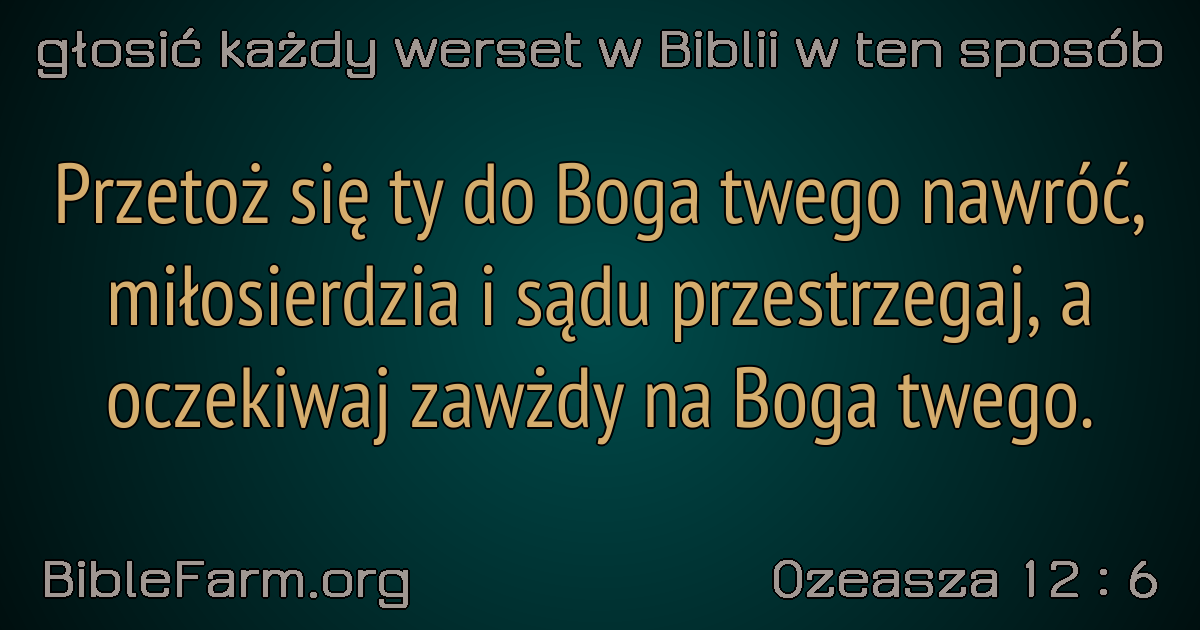 głosić każdy werset w Biblii w ten sposób
Przetoż się ty do Boga twego nawróć,
miłosierdzia i sądu przestrzegaj, a
oczekiwaj zawżdy na Boga twego.
BibleFarm.org
Ozeasza 12 : 6